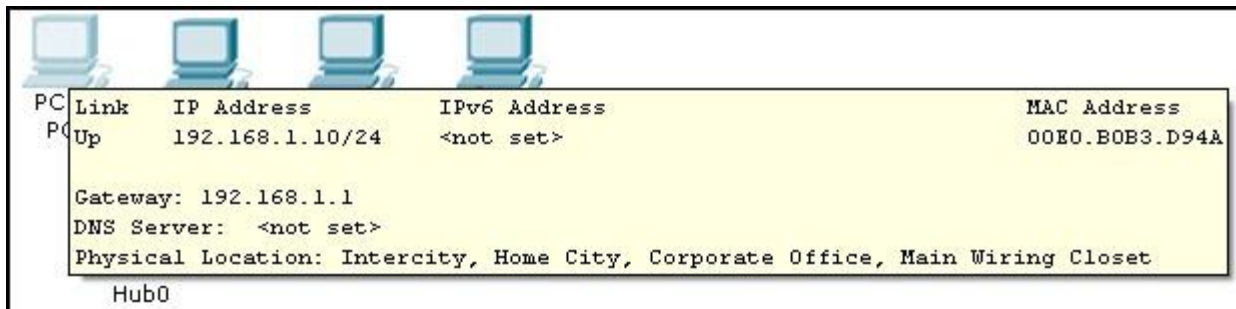 PC
PC
Link IP Address IPv6 Address MAC Address
Up 192.168.1.10/24 <not set> 00E0.B0B3.D94A
Gateway: 192.168.1.1
DNS Server: <not set>
Physical Location: Intercity, Home City, Corporate Office, Main Wiring Closet
Hub0